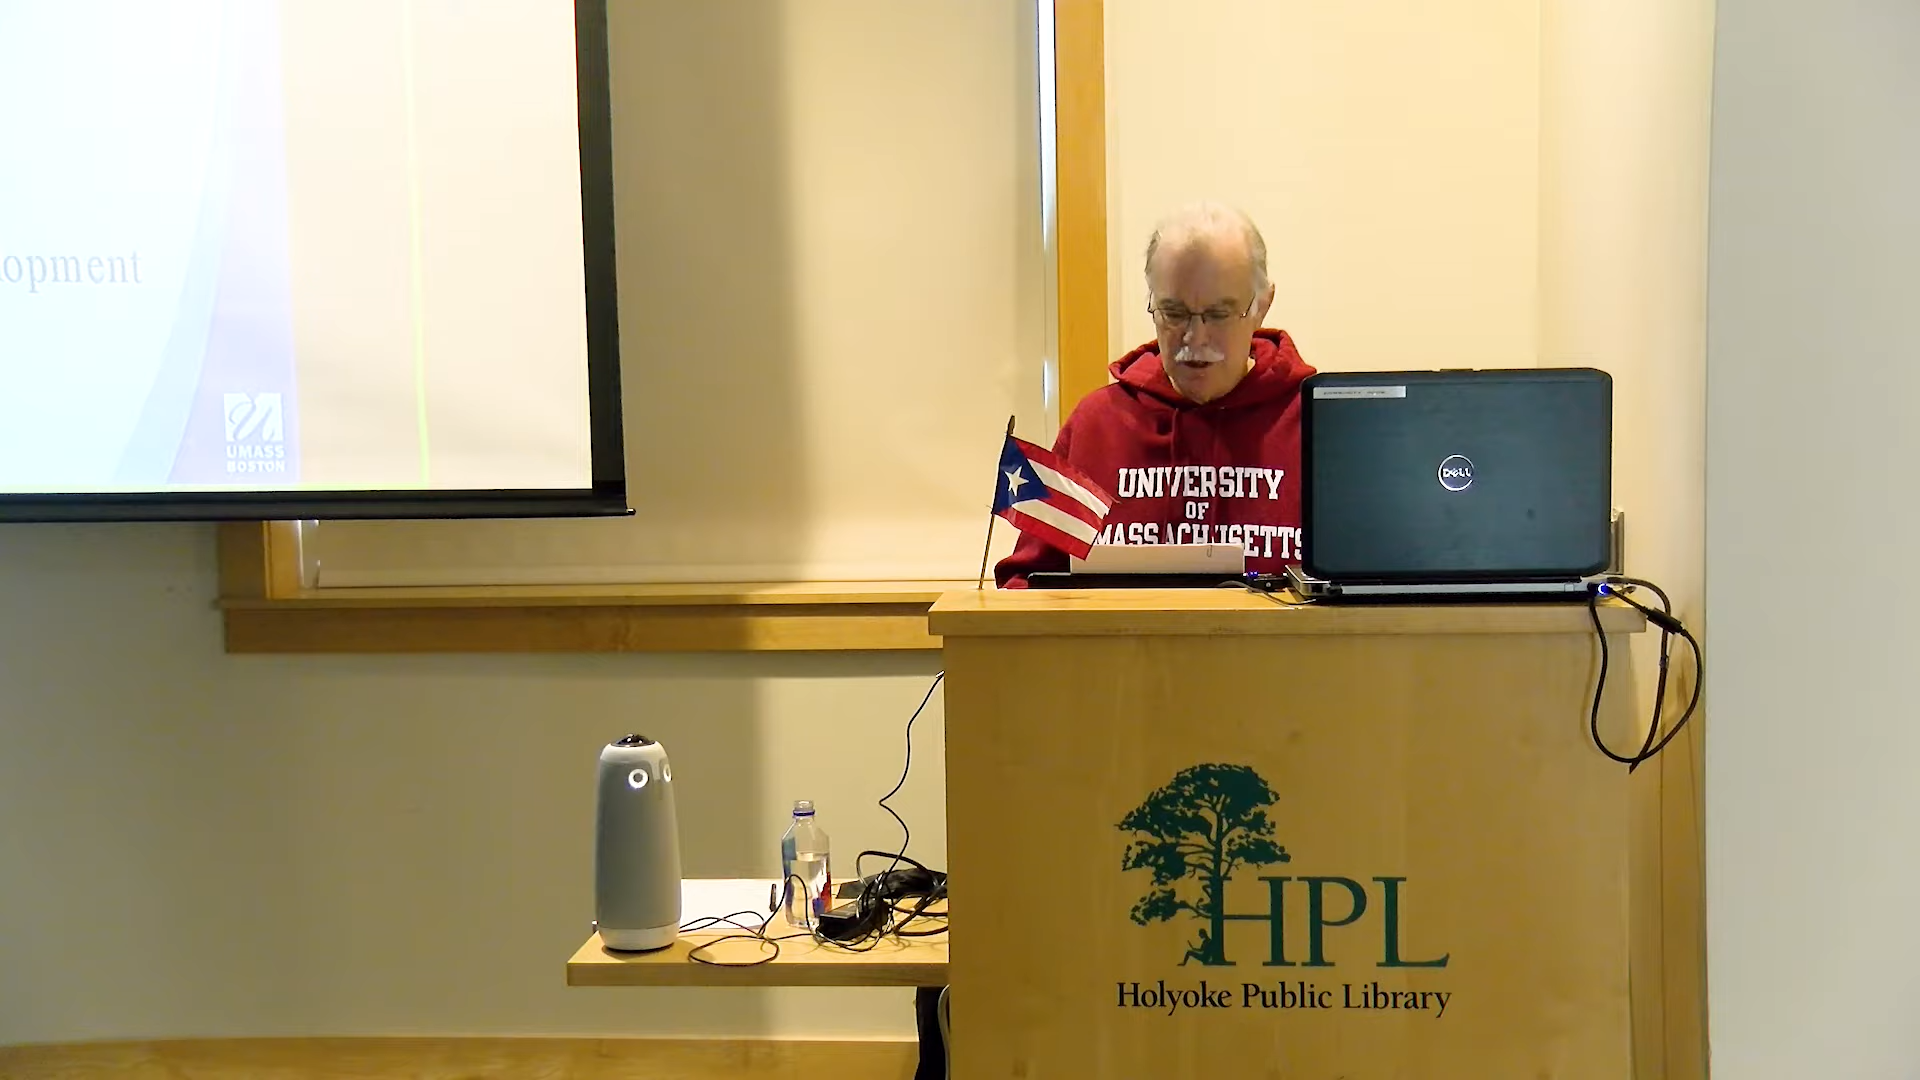 opment
UMASS
BOSTON
UNIVERSITY
OF
MASSACHUSETTS
DELL
HPL
Holyoke Public Library